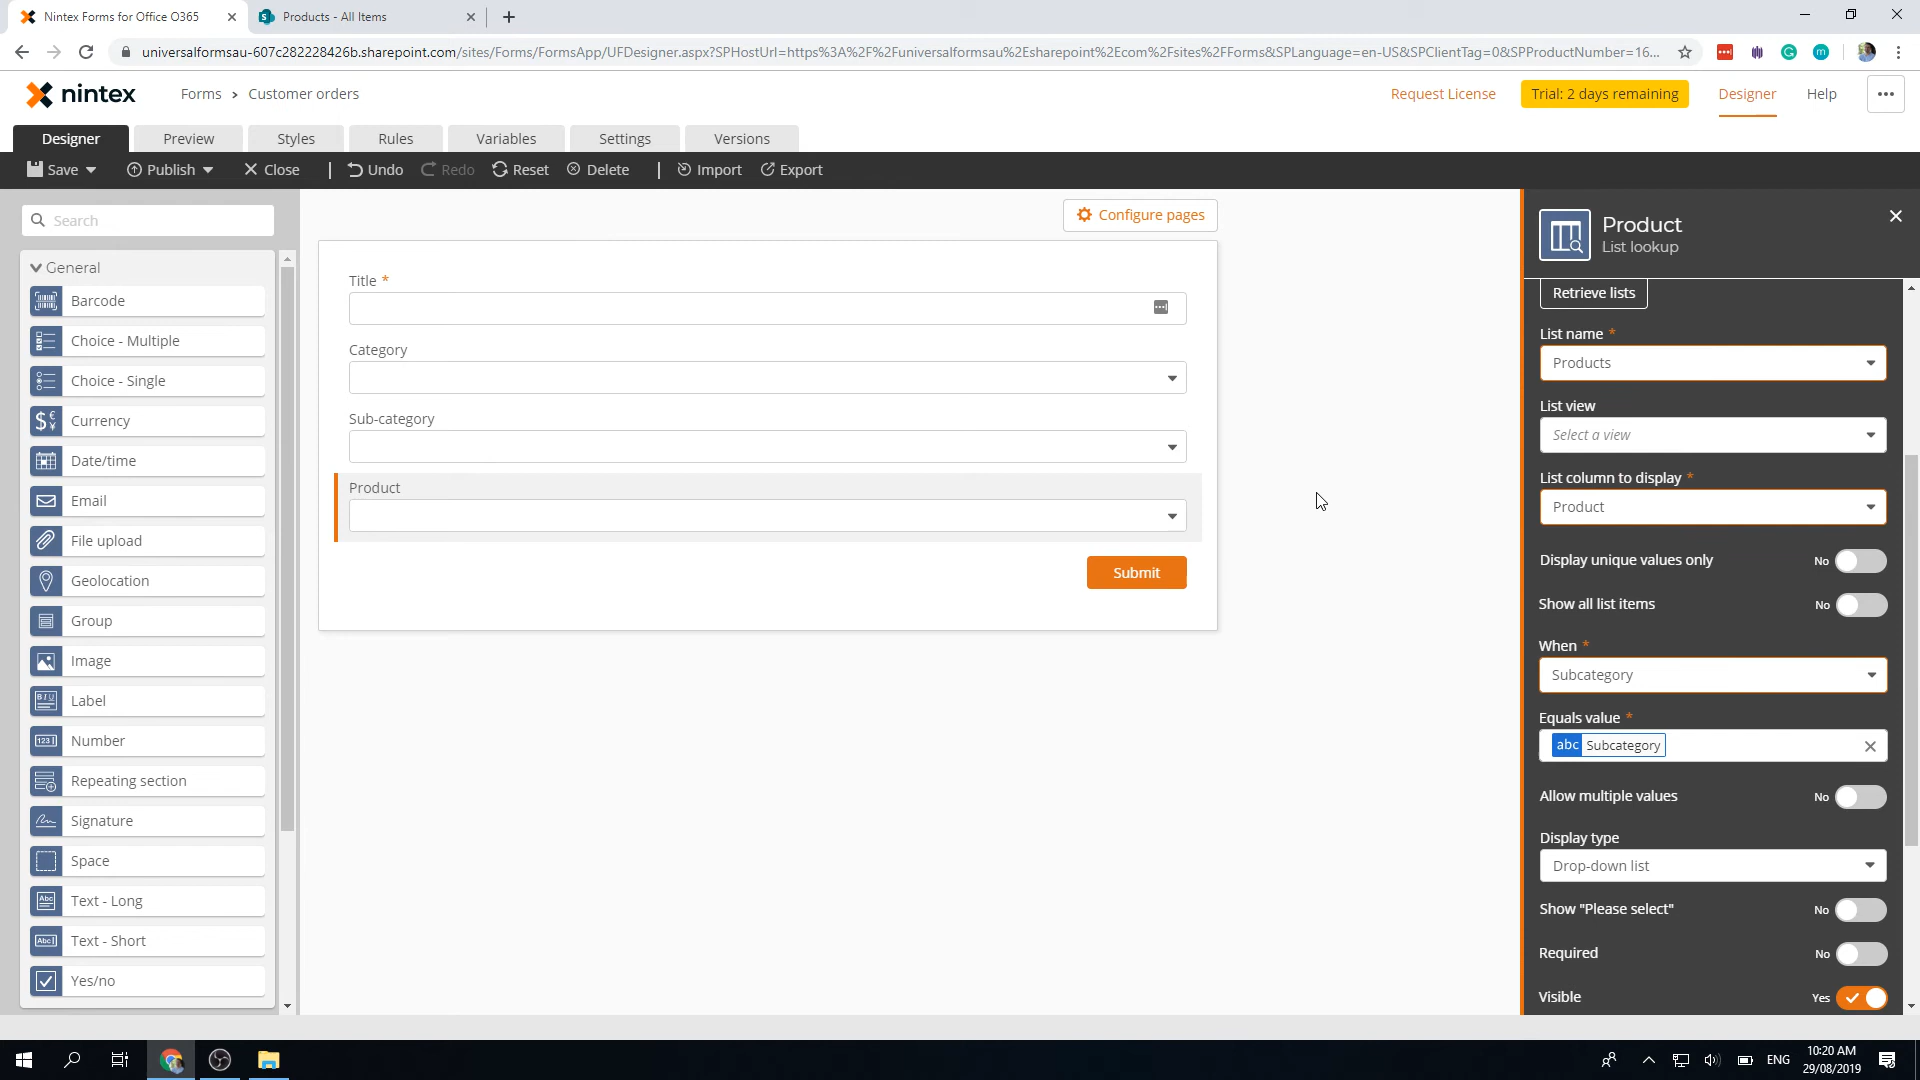 Nintex Forms for Office O365
Products - All Items
universalformsau-607c282228426b.sharepoint.com/sites/Forms/FormsApp/UFDesigner.aspx?SPHostUrl=https%3A%2F%2Funiversalformsau%2Esharepoint%2Ecom%2Fsites%2FForms&SPLanguage=en-US&SPClientTag=0&SPProductNumber=16...
nintex
Forms > Customer orders
Request License
Trial: 2 days remaining
Designer
Help
Designer
Preview
Styles
Rules
Variables
Settings
Versions
Save
Publish
Close
Undo
Redo
Reset
Delete
Import
Export
Search
General
Barcode
Choice - Multiple
Choice - Single
Currency
Date/time
Email
File upload
Geolocation
Group
Image
Label
Number
Repeating section
Signature
Space
Text - Long
Text - Short
Yes/no
Configure pages
Title *
Category
Sub-category
Product
Submit
Product
List lookup
Retrieve lists
List name *
Products
List view
Select a view
List column to display *
Product
Display unique values only
No
Show all list items
No
When *
Subcategory
Equals value *
abc Subcategory
Allow multiple values
No
Display type
Drop-down list
Show "Please select"
No
Required
No
Visible
Yes
ENG
10:20 AM
29/08/2019